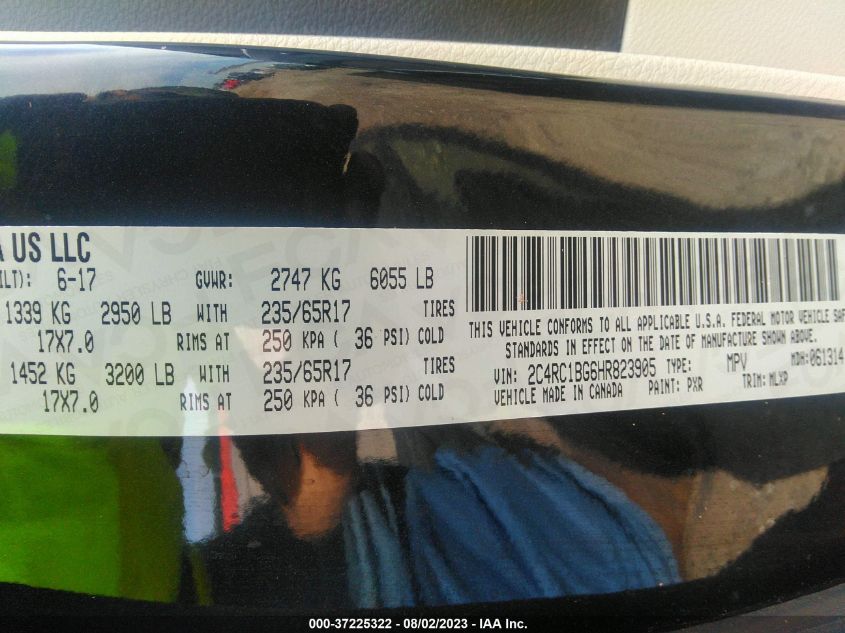 A US LLC
ILT): 6-17 GVWR: 2747 KG 6055 LB
1339 KG 2950 LB WITH 235/65R17 TIRES
17X7.0 RIMS AT 250 KPA ( 36 PSI) COLD
1452 KG 3200 LB WITH 235/65R17 TIRES
17X7.0 RIMS AT 250 KPA ( 36 PSI) COLD
THIS VEHICLE CONFORMS TO ALL APPLICABLE U.S.A. FEDERAL MOTOR VEHICLE SAF
STANDARDS IN EFFECT ON THE DATE OF MANUFACTURE SHOWN ABOVE.
VIN: 2C4RC1BG6HR823905 TYPE: MPV MDH:061314
VEHICLE MADE IN CANADA PAINT: PXR TRIM: MLXP
000-37225322 - 08/02/2023 - IAA Inc.